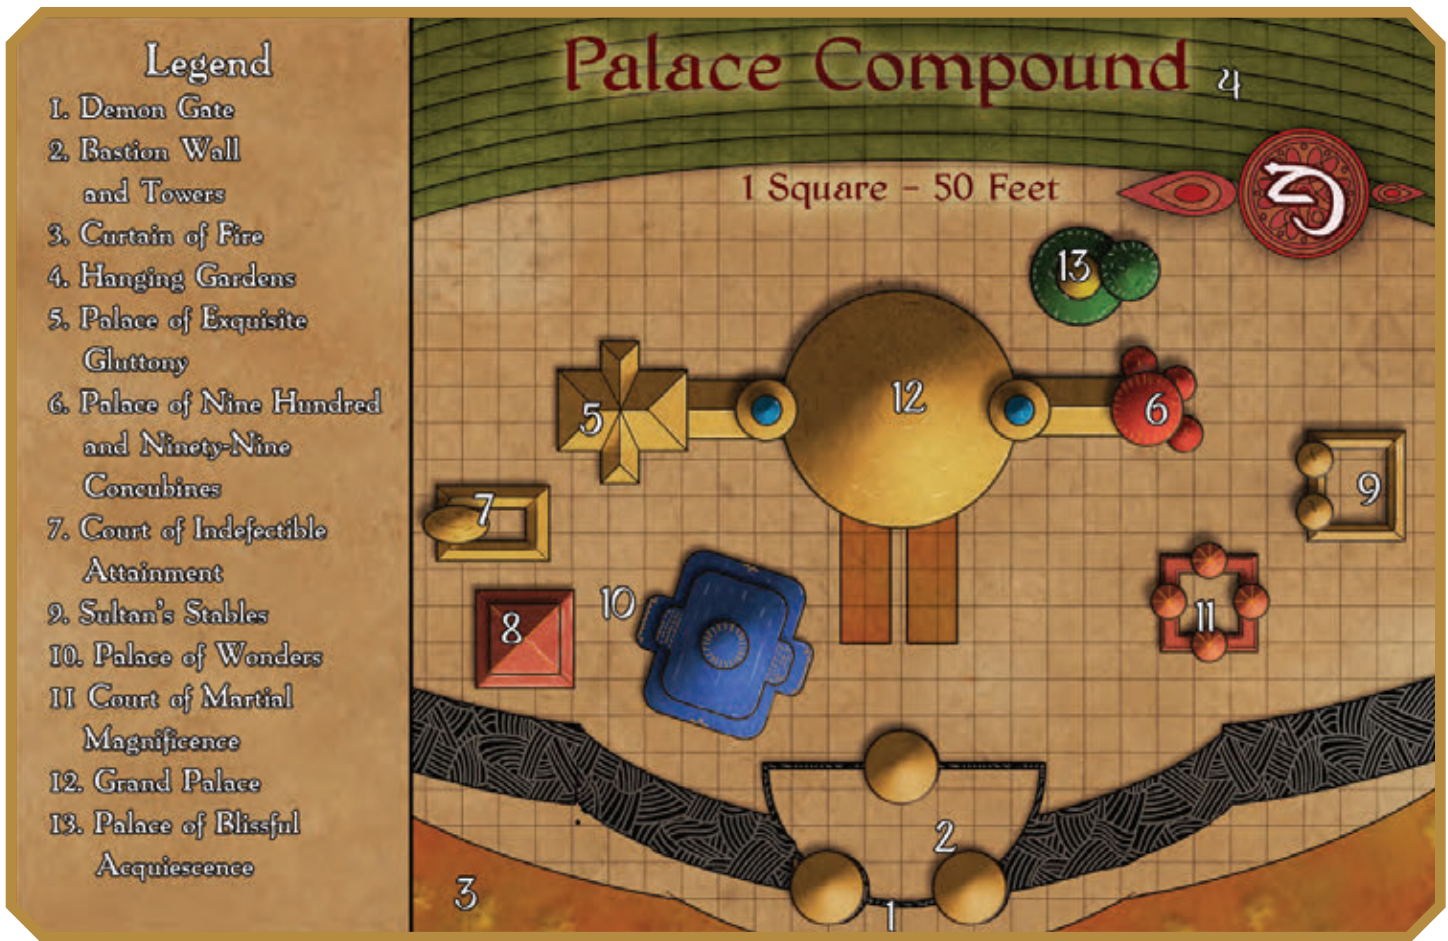 Legend
1. Demon Gate
2. Bastion Wall
and Towers
3. Curtain of Fire
4. Hanging Gardens
5. Palace of Exquisite
Gluttony
6. Palace of Nine Hundred
and Ninety-Nine
Concubines
7. Court of Indefectible
Attainment
9. Sultan's Stables
10. Palace of Wonders
11 Court of Martial
Magnificence
12. Grand Palace
13. Palace of Blissful
Acquiescence
Palace Compound
4
1 Square - 50 Feet
13
12
5
6
7
9
10
8
11
2
3
1